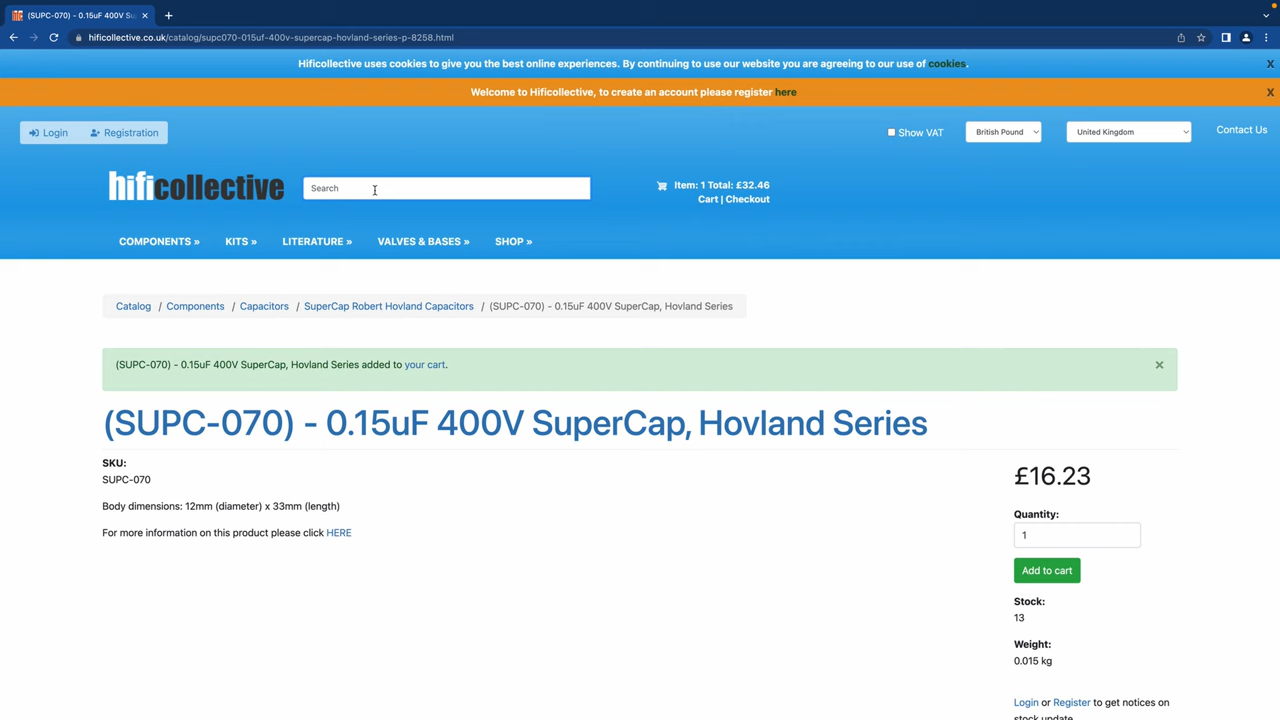 (SUPC-070) - 0.15uF 400V Su
hificollective.co.uk/catalog/supc070-015uf-400v-supercap-hovland-series-p-8258.html
Hificollective uses cookies to give you the best online experiences. By continuing to use our website you are agreeing to our use of cookies.
X
Welcome to Hificollective, to create an account please register here
X
Login
Registration
Show VAT
British Pound
United Kingdom
Contact Us
hificollective
Search
Item: 1 Total: £32.46
Cart | Checkout
COMPONENTS » KITS » LITERATURE » VALVES & BASES » SHOP »
Catalog / Components / Capacitors / SuperCap Robert Hovland Capacitors / (SUPC-070) - 0.15uF 400V SuperCap, Hovland Series
(SUPC-070) - 0.15uF 400V SuperCap, Hovland Series added to your cart.
×
(SUPC-070) - 0.15uF 400V SuperCap, Hovland Series
SKU:
SUPC-070
Body dimensions: 12mm (diameter) x 33mm (length)
For more information on this product please click HERE
£16.23
Quantity:
1
Add to cart
Stock:
13
Weight:
0.015 kg
Login or Register to get notices on
stock update